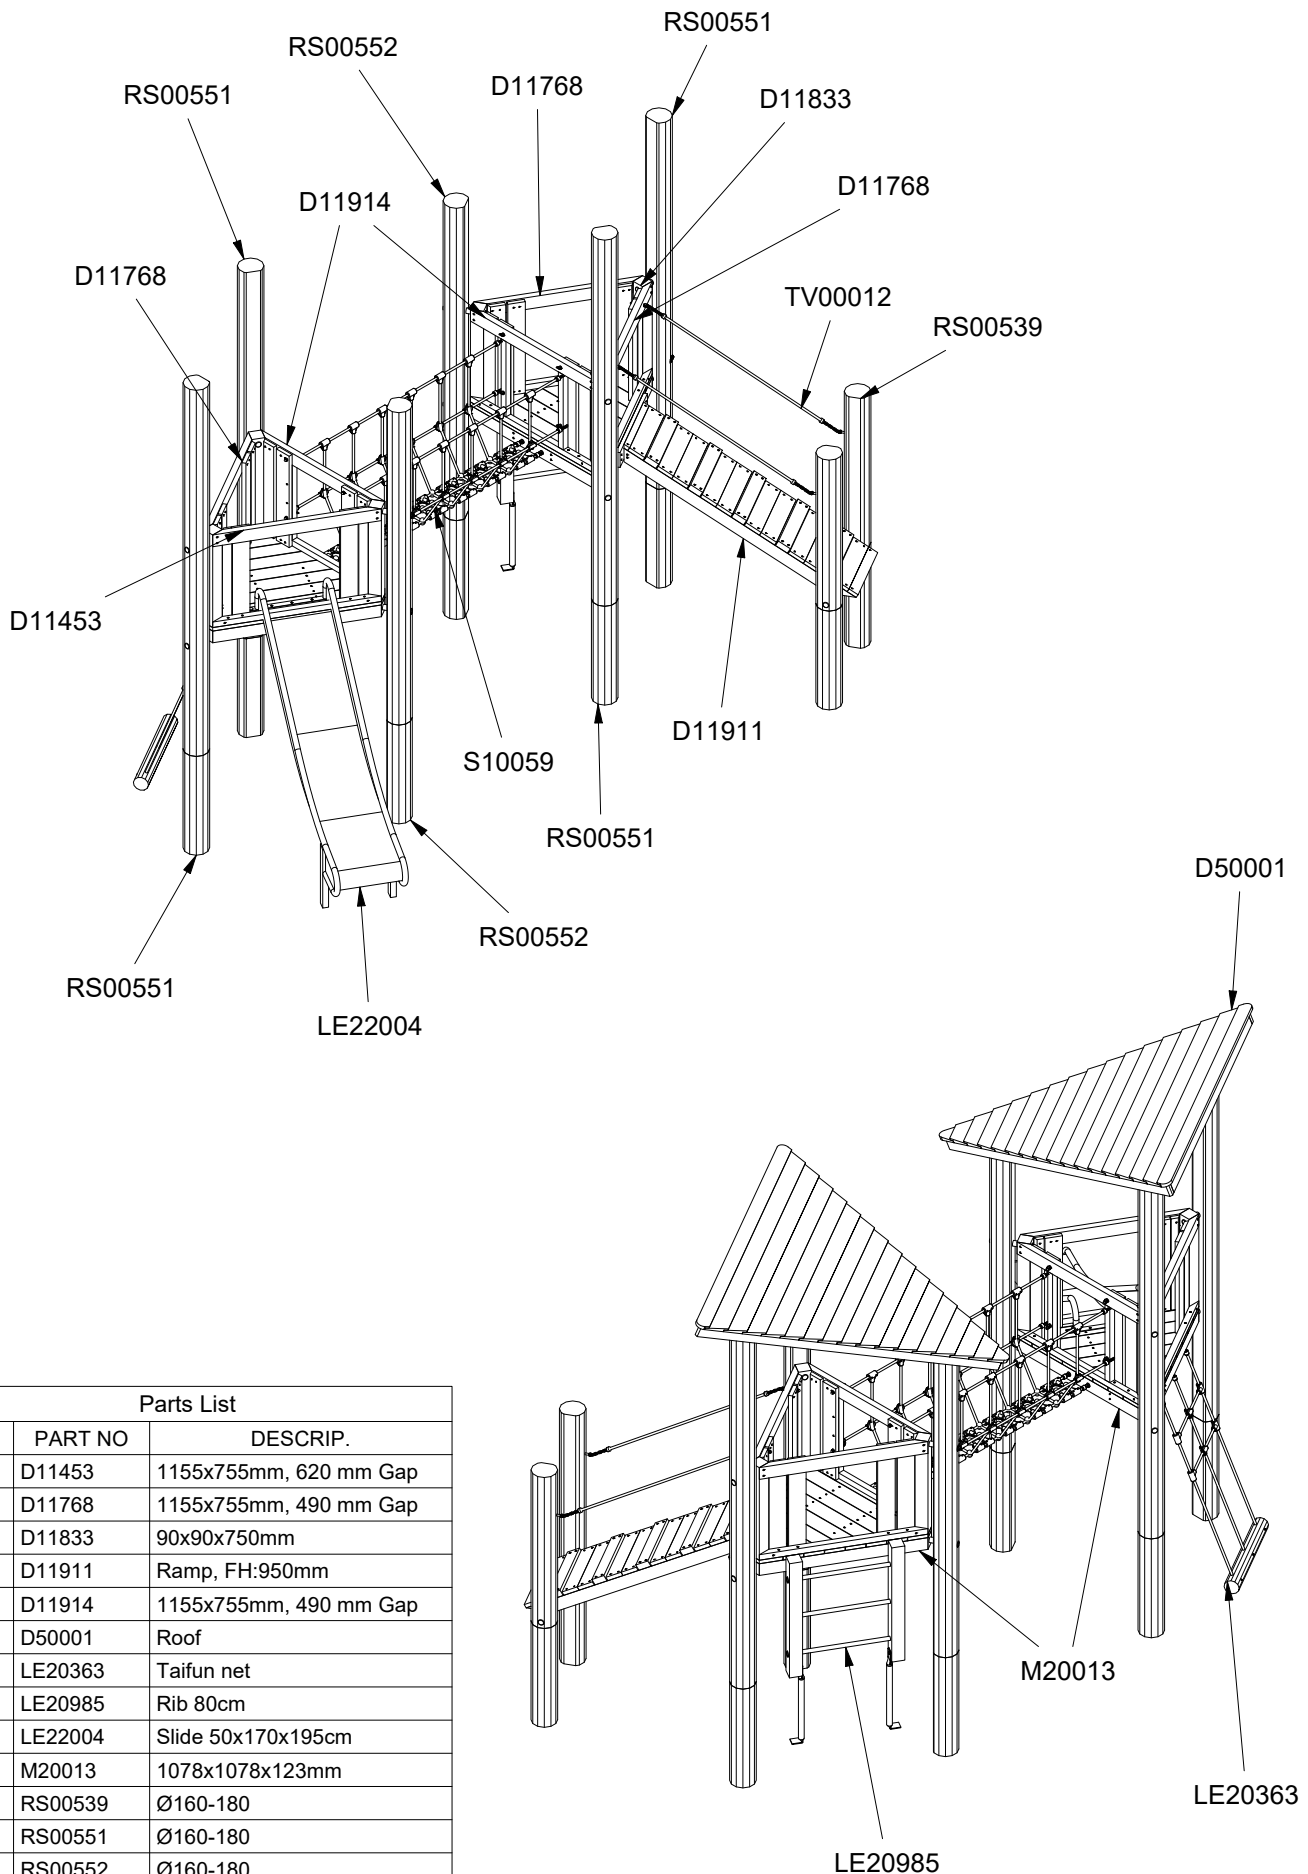 RS00551
RS00552
D11768
RS00551
D11833
D11768
D11914
D11768
TV00012
RS00539
D11453
D11911
S10059
RS00551
RS00552
RS00551
LE22004
D50001
M20013
LE20363
LE20985
Parts List
PART NO DESCRIP.
D11453 1155x755mm, 620 mm Gap
D11768 1155x755mm, 490 mm Gap
D11833 90x90x750mm
D11911 Ramp, FH:950mm
D11914 1155x755mm, 490 mm Gap
D50001 Roof
LE20363 Taifun net
LE20985 Rib 80cm
LE22004 Slide 50x170x195cm
M20013 1078x1078x123mm
RS00539 Ø160-180
RS00551 Ø160-180
RS00552 Ø160-180